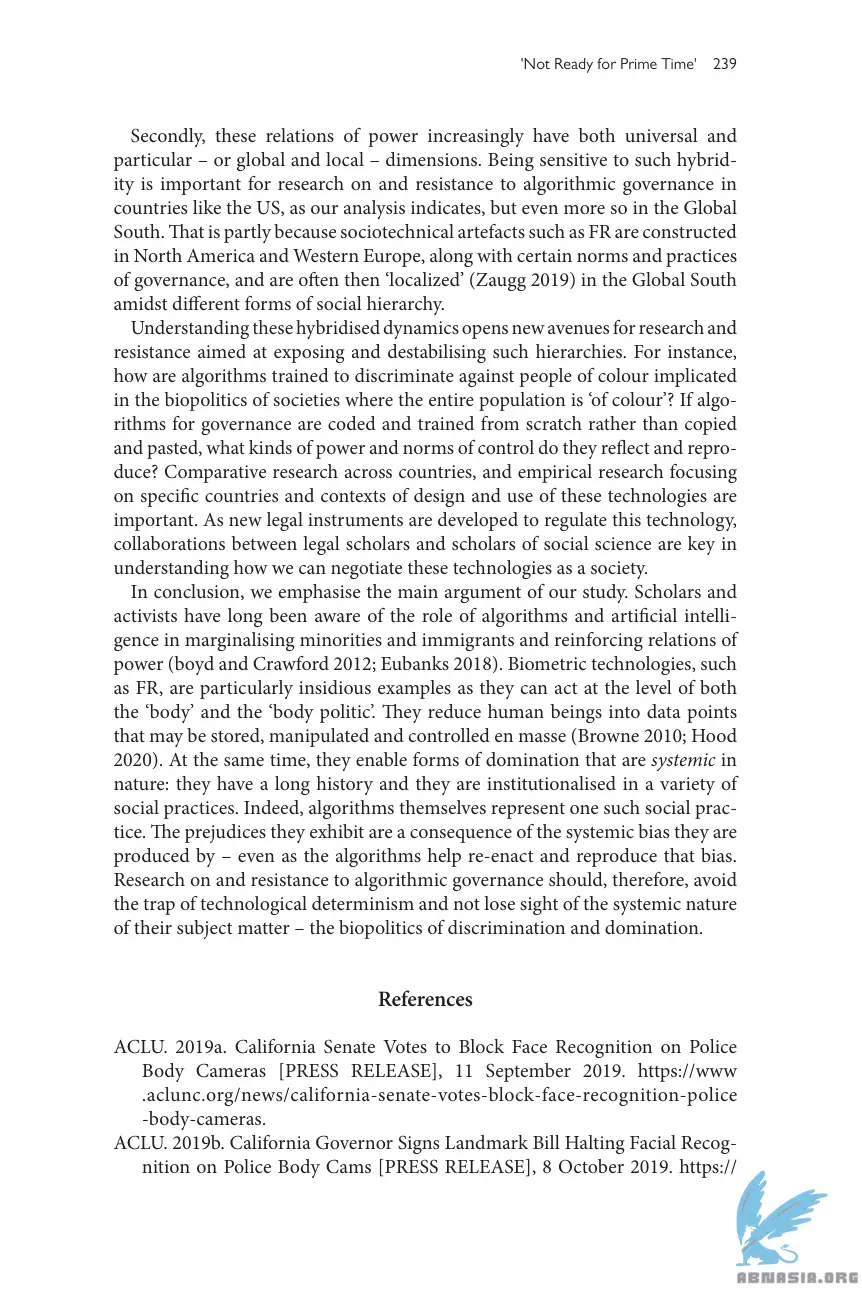 'Not Ready for Prime Time' 239
Secondly, these relations of power increasingly have both universal and
particular – or global and local – dimensions. Being sensitive to such hybrid-
ity is important for research on and resistance to algorithmic governance in
countries like the US, as our analysis indicates, but even more so in the Global
South. That is partly because sociotechnical artefacts such as FR are constructed
in North America and Western Europe, along with certain norms and practices
of governance, and are often then ‘localized’ (Zaugg 2019) in the Global South
amidst different forms of social hierarchy.
Understanding these hybridised dynamics opens new avenues for research and
resistance aimed at exposing and destabilising such hierarchies. For instance,
how are algorithms trained to discriminate against people of colour implicated
in the biopolitics of societies where the entire population is ‘of colour’? If algo-
rithms for governance are coded and trained from scratch rather than copied
and pasted, what kinds of power and norms of control do they reflect and repro-
duce? Comparative research across countries, and empirical research focusing
on specific countries and contexts of design and use of these technologies are
important. As new legal instruments are developed to regulate this technology,
collaborations between legal scholars and scholars of social science are key in
understanding how we can negotiate these technologies as a society.
In conclusion, we emphasise the main argument of our study. Scholars and
activists have long been aware of the role of algorithms and artificial intelli-
gence in marginalising minorities and immigrants and reinforcing relations of
power (boyd and Crawford 2012; Eubanks 2018). Biometric technologies, such
as FR, are particularly insidious examples as they can act at the level of both
the ‘body’ and the ‘body politic’. They reduce human beings into data points
that may be stored, manipulated and controlled en masse (Browne 2010; Hood
2020). At the same time, they enable forms of domination that are systemic in
nature: they have a long history and they are institutionalised in a variety of
social practices. Indeed, algorithms themselves represent one such social prac-
tice. The prejudices they exhibit are a consequence of the systemic bias they are
produced by – even as the algorithms help re-enact and reproduce that bias.
Research on and resistance to algorithmic governance should, therefore, avoid
the trap of technological determinism and not lose sight of the systemic nature
of their subject matter – the biopolitics of discrimination and domination.
References
ACLU. 2019a. California Senate Votes to Block Face Recognition on Police
Body Cameras [PRESS RELEASE], 11 September 2019. https://www
.aclunc.org/news/california-senate-votes-block-face-recognition-police
-body-cameras.
ACLU. 2019b. California Governor Signs Landmark Bill Halting Facial Recog-
nition on Police Body Cams [PRESS RELEASE], 8 October 2019. https://
ABNASIA.ORG